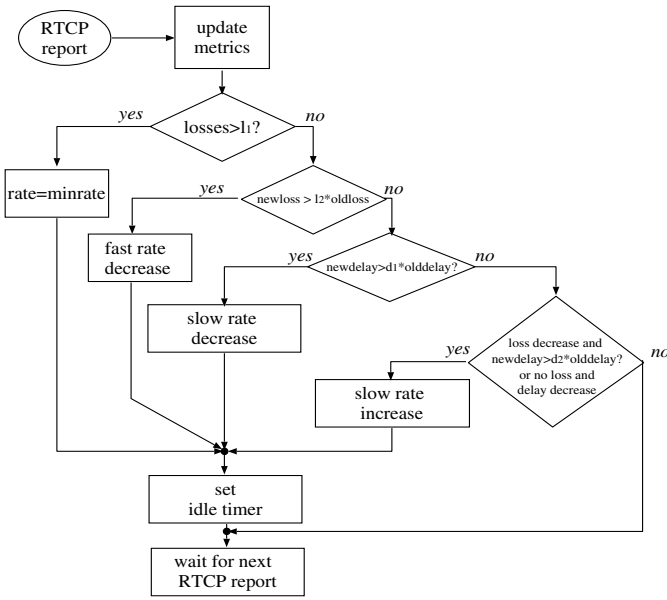 RTCP
report
update
metrics
yes
losses>l1?
no
rate=minrate
yes
newloss > l2*oldloss
no
fast rate
decrease
yes
newdelay>d1*olddelay?
no
slow rate
decrease
yes
loss decrease and
newdelay>d2*olddelay?
or no loss and
delay decrease
no
slow rate
increase
set
idle timer
wait for next
RTCP report